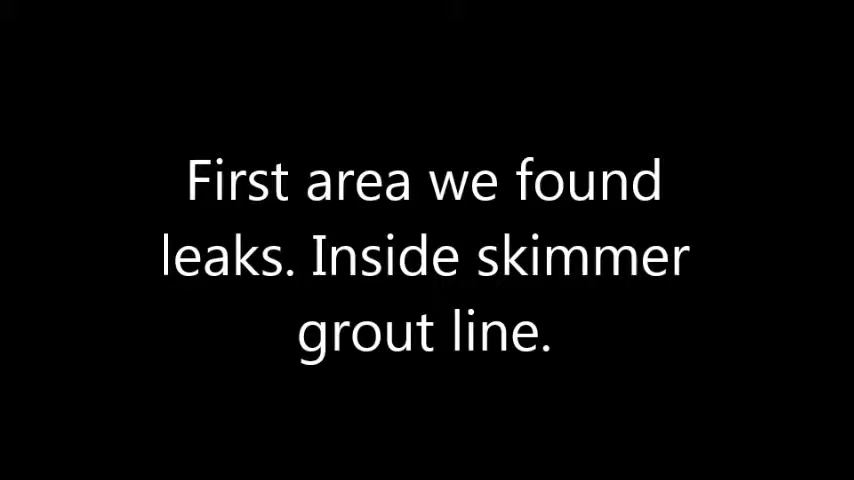 First area we found
leaks. Inside skimmer
grout line.